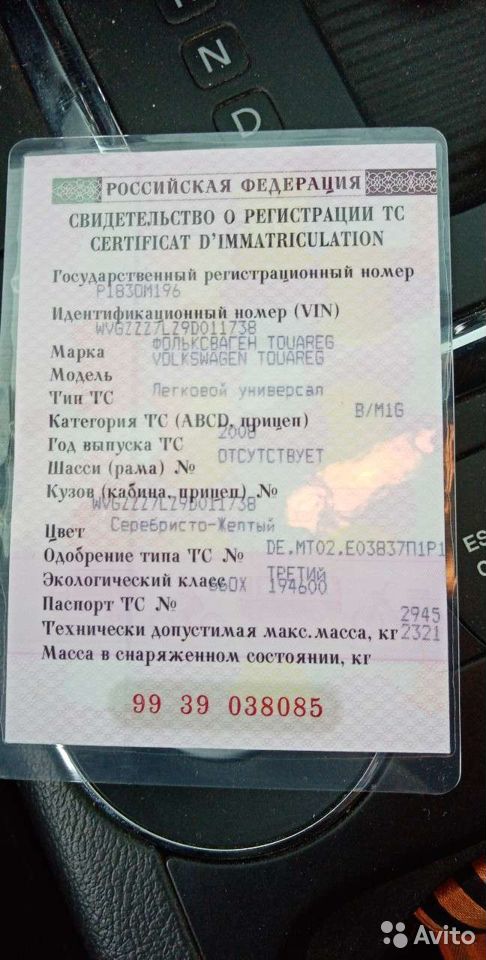 N
D
РОССИЙСКАЯ ФЕДЕРАЦИЯ
СВИДЕТЕЛЬСТВО О РЕГИСТРАЦИИ ТС
CERTIFICAT D'IMMATRICULATION
Государственный регистрационный номер
Р183ОМ196
Идентификационный номер (VIN)
WVGZZZ7LZ9D011738
Марка ФОЛЬКСВАГЕН TOUAREG
VOLKSWAGEN TOUAREG
Модель
Тип ТС Легковой универсал
Категория ТС (ABCD, прицеп) B/M1G
Год выпуска ТС 2008
Шасси (рама) № ОТСУТСТВУЕТ
Кузов (кабина, прицеп) №
WVGZZZ7LZ9D011738
Цвет Серебристо-Желтый
Одобрение типа ТС № DE.MT02.E03837П1Р1
Экологический класс ТРЕТИЙ
Паспорт ТС № 194600
Технически допустимая макс. масса, кг 2945
Масса в снаряженном состоянии, кг 2321
99 39 038085
ES
Avito